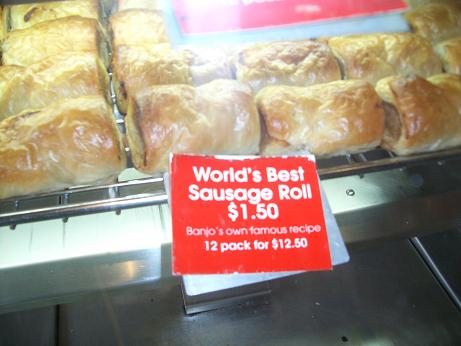 World's Best
Sausage Roll
$1.50
Banjo's own famous recipe
12 pack for $12.50